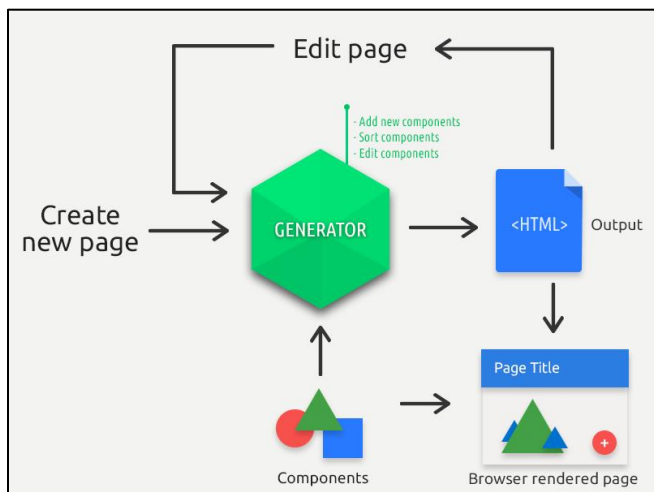 Edit page
- Add new components
- Sort components
- Edit components
Create
new page
GENERATOR
<HTML>
Output
Page Title
+
Components
Browser rendered page